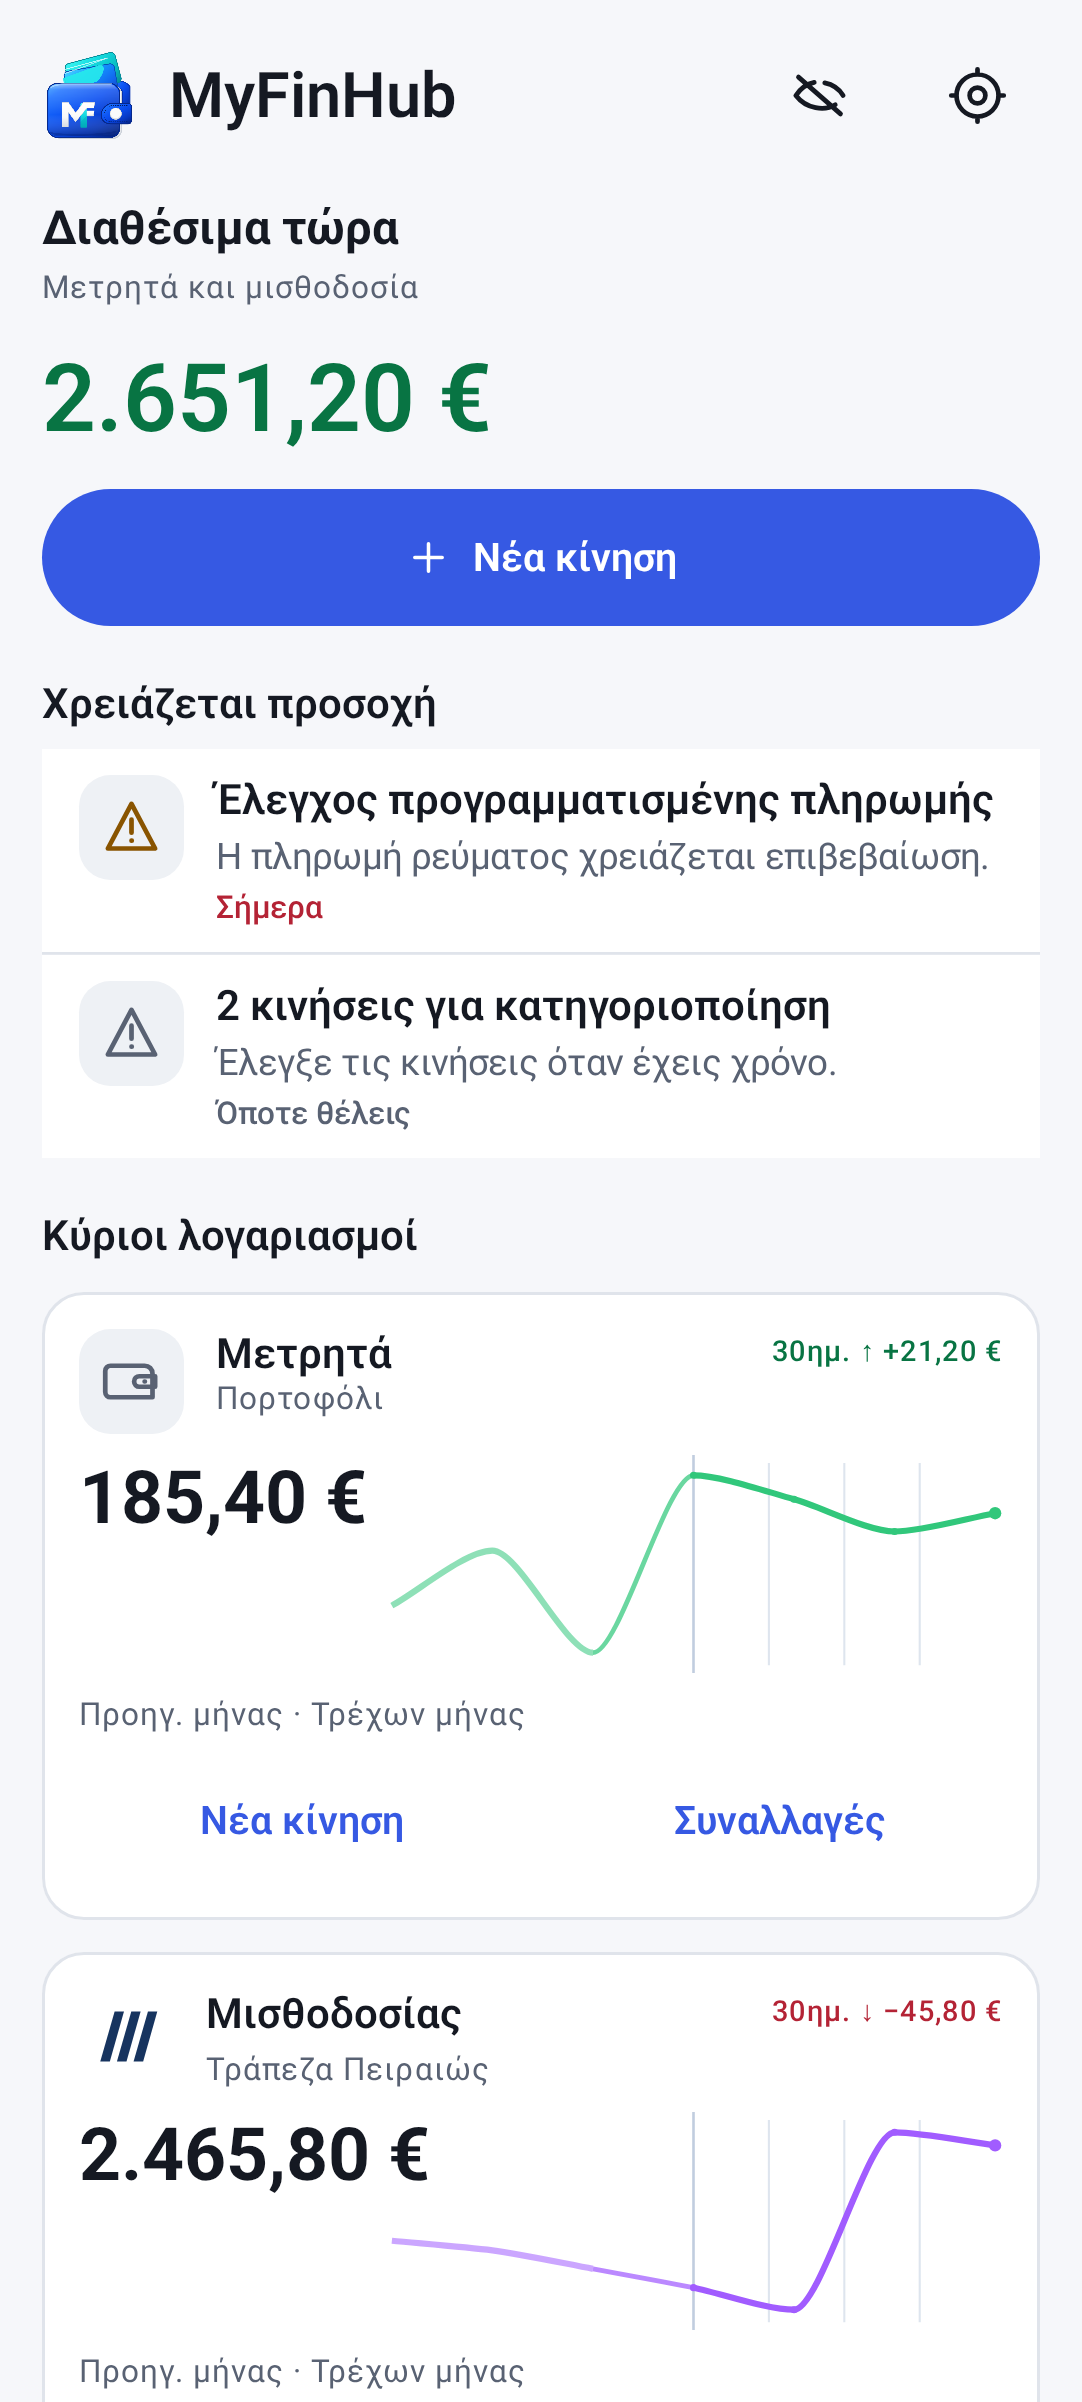 MF
MyFinHub
Διαθέσιμα τώρα
Μετρητά και μισθοδοσία
2.651,20 €
+ Νέα κίνηση
Χρειάζεται προσοχή
Έλεγχος προγραμματισμένης πληρωμής
Η πληρωμή ρεύματος χρειάζεται επιβεβαίωση.
Σήμερα
2 κινήσεις για κατηγοριοποίηση
Έλεγξε τις κινήσεις όταν έχεις χρόνο.
Όποτε θέλεις
Κύριοι λογαριασμοί
Μετρητά
30ημ. ↑ +21,20 €
Πορτοφόλι
185,40 €
Προηγ. μήνας · Τρέχων μήνας
Νέα κίνηση
Συναλλαγές
Μισθοδοσίας
30ημ. ↓ −45,80 €
Τράπεζα Πειραιώς
2.465,80 €
Προηγ. μήνας · Τρέχων μήνας